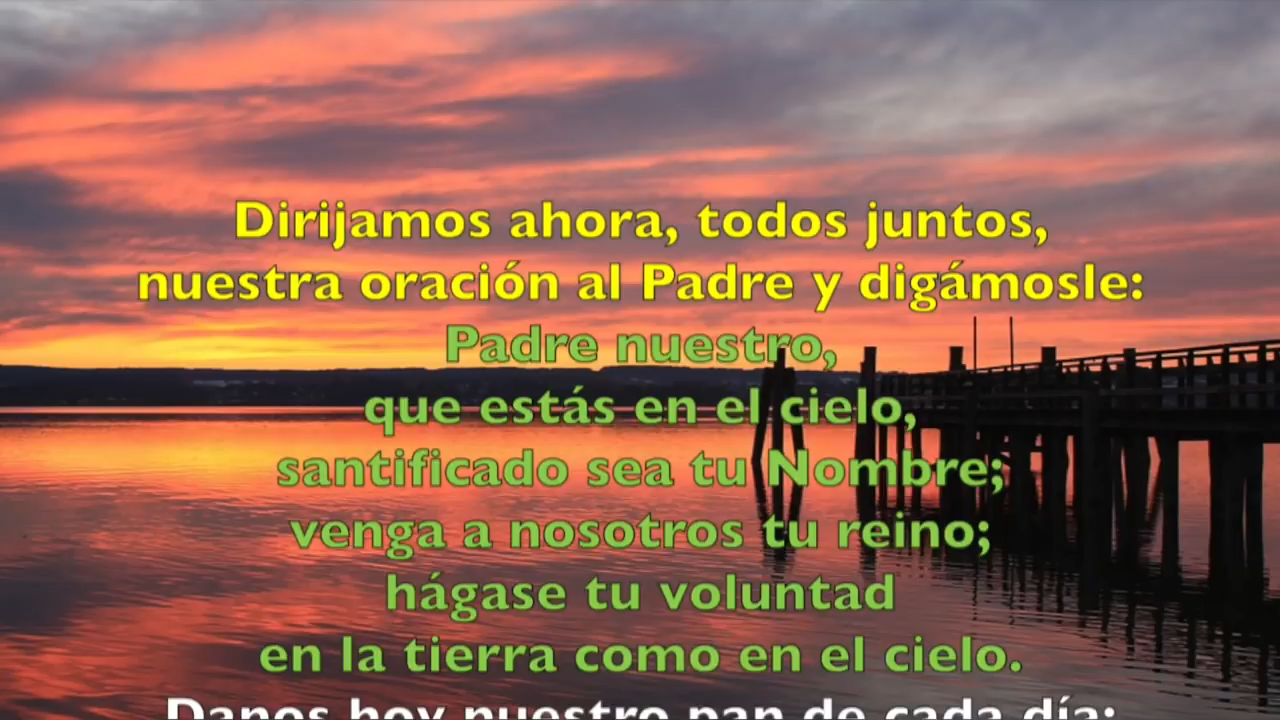 Dirijamos ahora, todos juntos,
nuestra oración al Padre y digámosle:
Padre nuestro,
que estás en el cielo,
santificado sea tu Nombre;
venga a nosotros tu reino;
hágase tu voluntad
en la tierra como en el cielo.
Danos hoy nuestro pan de cada día;